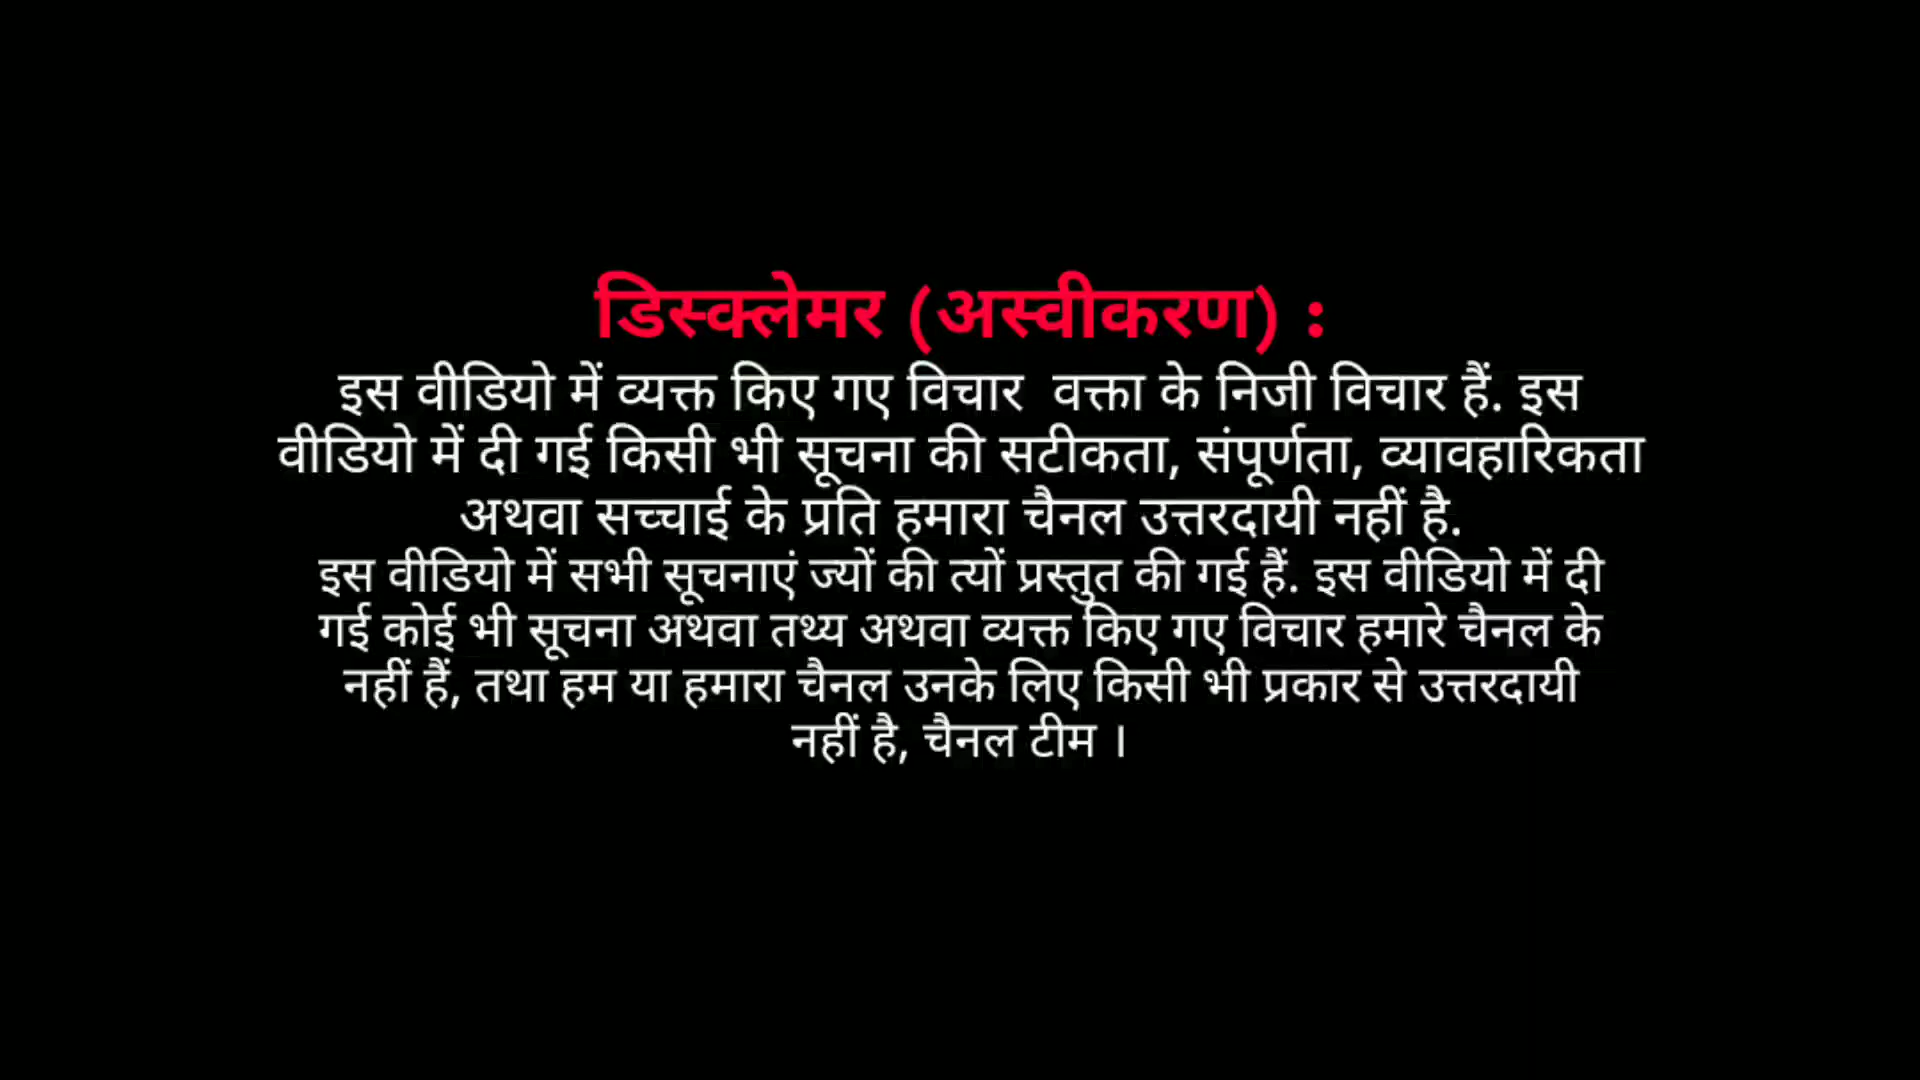 डिस्क्लेमर (अस्वीकरण) :
इस वीडियो में व्यक्त किए गए विचार  वक्ता के निजी विचार हैं. इस
वीडियो में दी गई किसी भी सूचना की सटीकता, संपूर्णता, व्यावहारिकता
अथवा सच्चाई के प्रति हमारा चैनल उत्तरदायी नहीं है.
इस वीडियो में सभी सूचनाएं ज्यों की त्यों प्रस्तुत की गई हैं. इस वीडियो में दी
गई कोई भी सूचना अथवा तथ्य अथवा व्यक्त किए गए विचार हमारे चैनल के
नहीं हैं, तथा हम या हमारा चैनल उनके लिए किसी भी प्रकार से उत्तरदायी
नहीं है, चैनल टीम ।